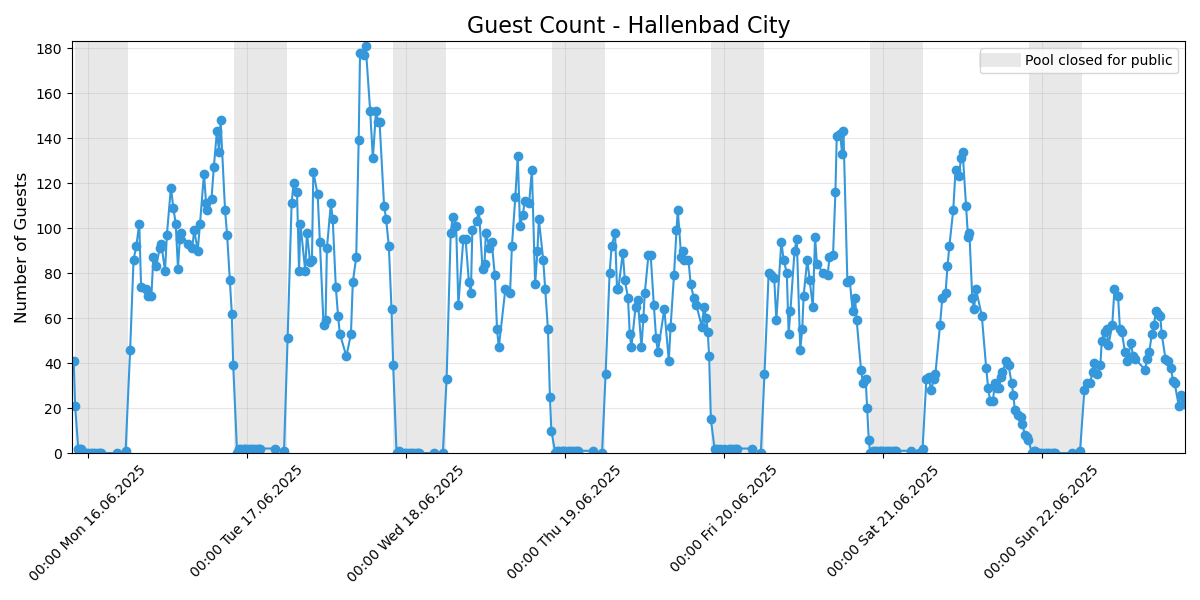 Guest Count - Hallenbad City
Pool closed for public
Number of Guests
180
160
140
120
100
80
60
40
20
0
00:00 Mon 16.06.2025
00:00 Tue 17.06.2025
00:00 Wed 18.06.2025
00:00 Thu 19.06.2025
00:00 Fri 20.06.2025
00:00 Sat 21.06.2025
00:00 Sun 22.06.2025